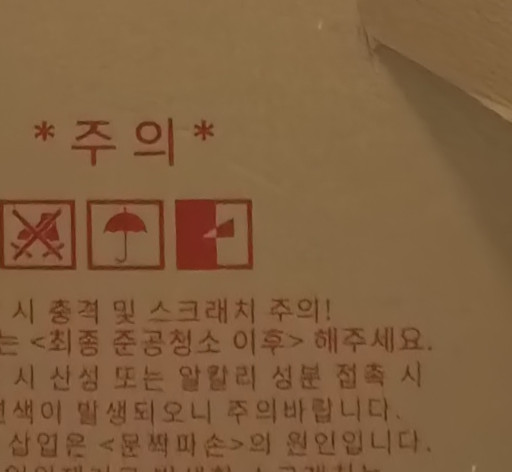 * 주 의 *
시 충격 및 스크래치 주의!
는 <최종 준공청소 이후> 해주세요.
시 산성 또는 알칼리 성분 접촉 시
변색이 발생되오니 주의바랍니다.
삽입은 <문짝파손>의 원인입니다.